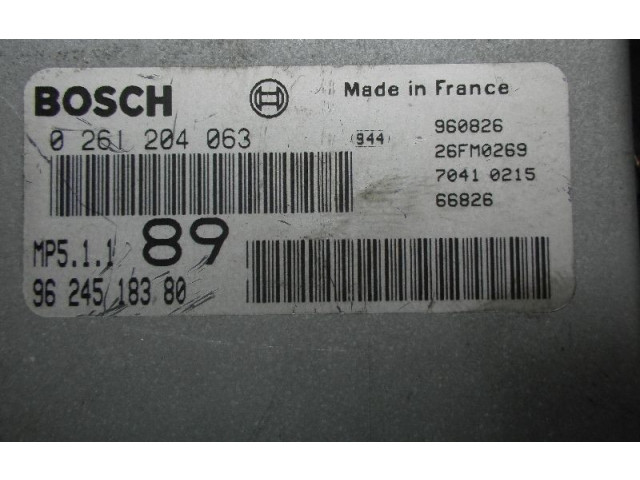 BOSCH
Made in France
0 261 204 063
944
960826
26FM0269
7041 0215
66826
MP5.1.1
89
96 245 183 80